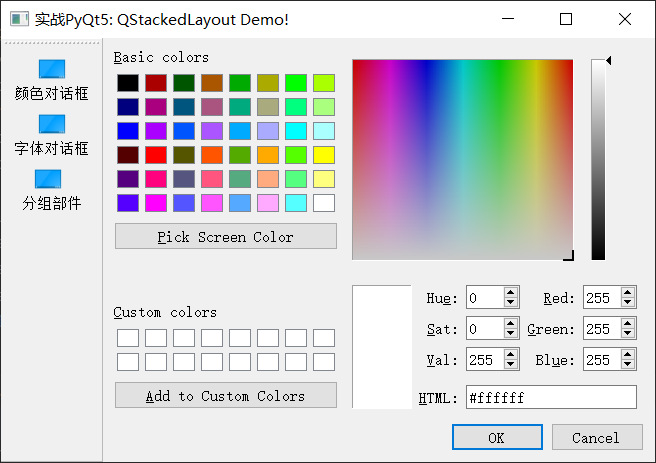 实战PyQt5: QStackedLayout Demo!
颜色对话框
字体对话框
分组部件
Basic colors
Pick Screen Color
Custom colors
Add to Custom Colors
Hue: 0 Red: 255
Sat: 0 Green: 255
Val: 255 Blue: 255
HTML: #ffffff
OK Cancel